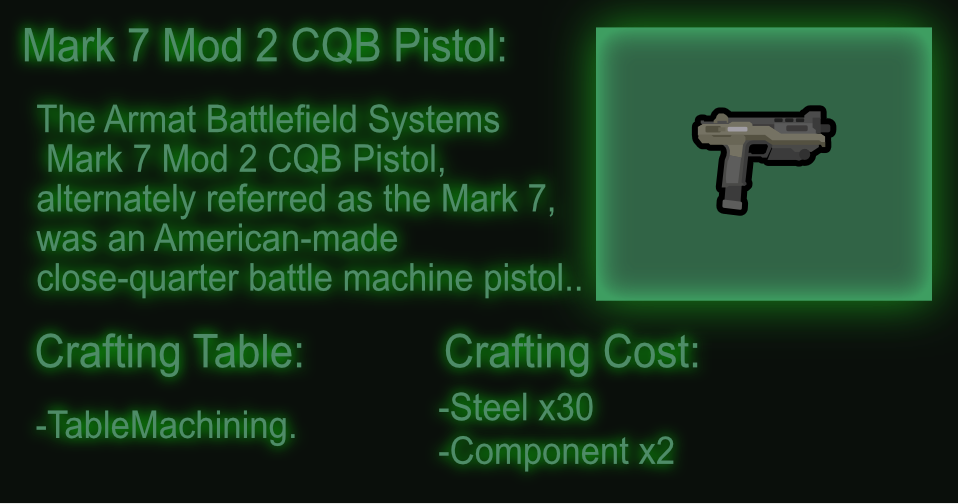 Mark 7 Mod 2 CQB Pistol:
The Armat Battlefield Systems
Mark 7 Mod 2 CQB Pistol,
alternately referred as the Mark 7,
was an American-made
close-quarter battle machine pistol..
Crafting Table:
-TableMachining.
Crafting Cost:
-Steel x30
-Component x2